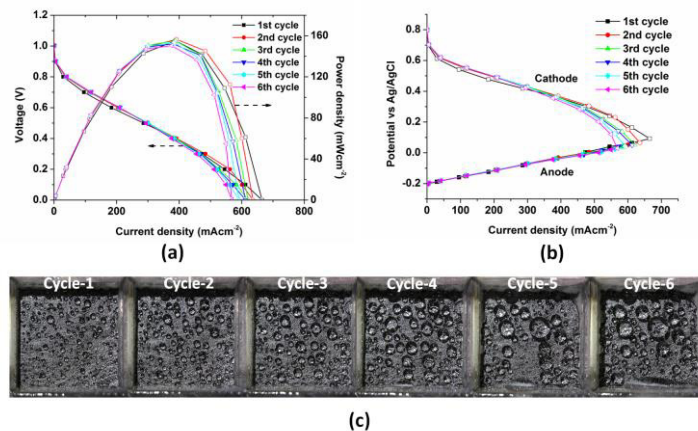 1st cycle
2nd cycle
3rd cycle
4th cycle
5th cycle
6th cycle
1.2
1.0
0.8
0.6
0.4
0.2
0.0
Voltage (V)
180
150
120
90
60
30
0
Power density (mWcm-2)
0 200 400 600 800
Current density (mAcm-2)
(a)
1st cycle
2nd cycle
3rd cycle
4th cycle
5th cycle
6th cycle
Cathode
Anode
0.8
0.6
0.4
0.2
0.0
-0.2
Potential vs Ag/AgCl
0 100 200 300 400 500 600 700
Current density (mAcm-2)
(b)
Cycle-1 Cycle-2 Cycle-3 Cycle-4 Cycle-5 Cycle-6
(c)